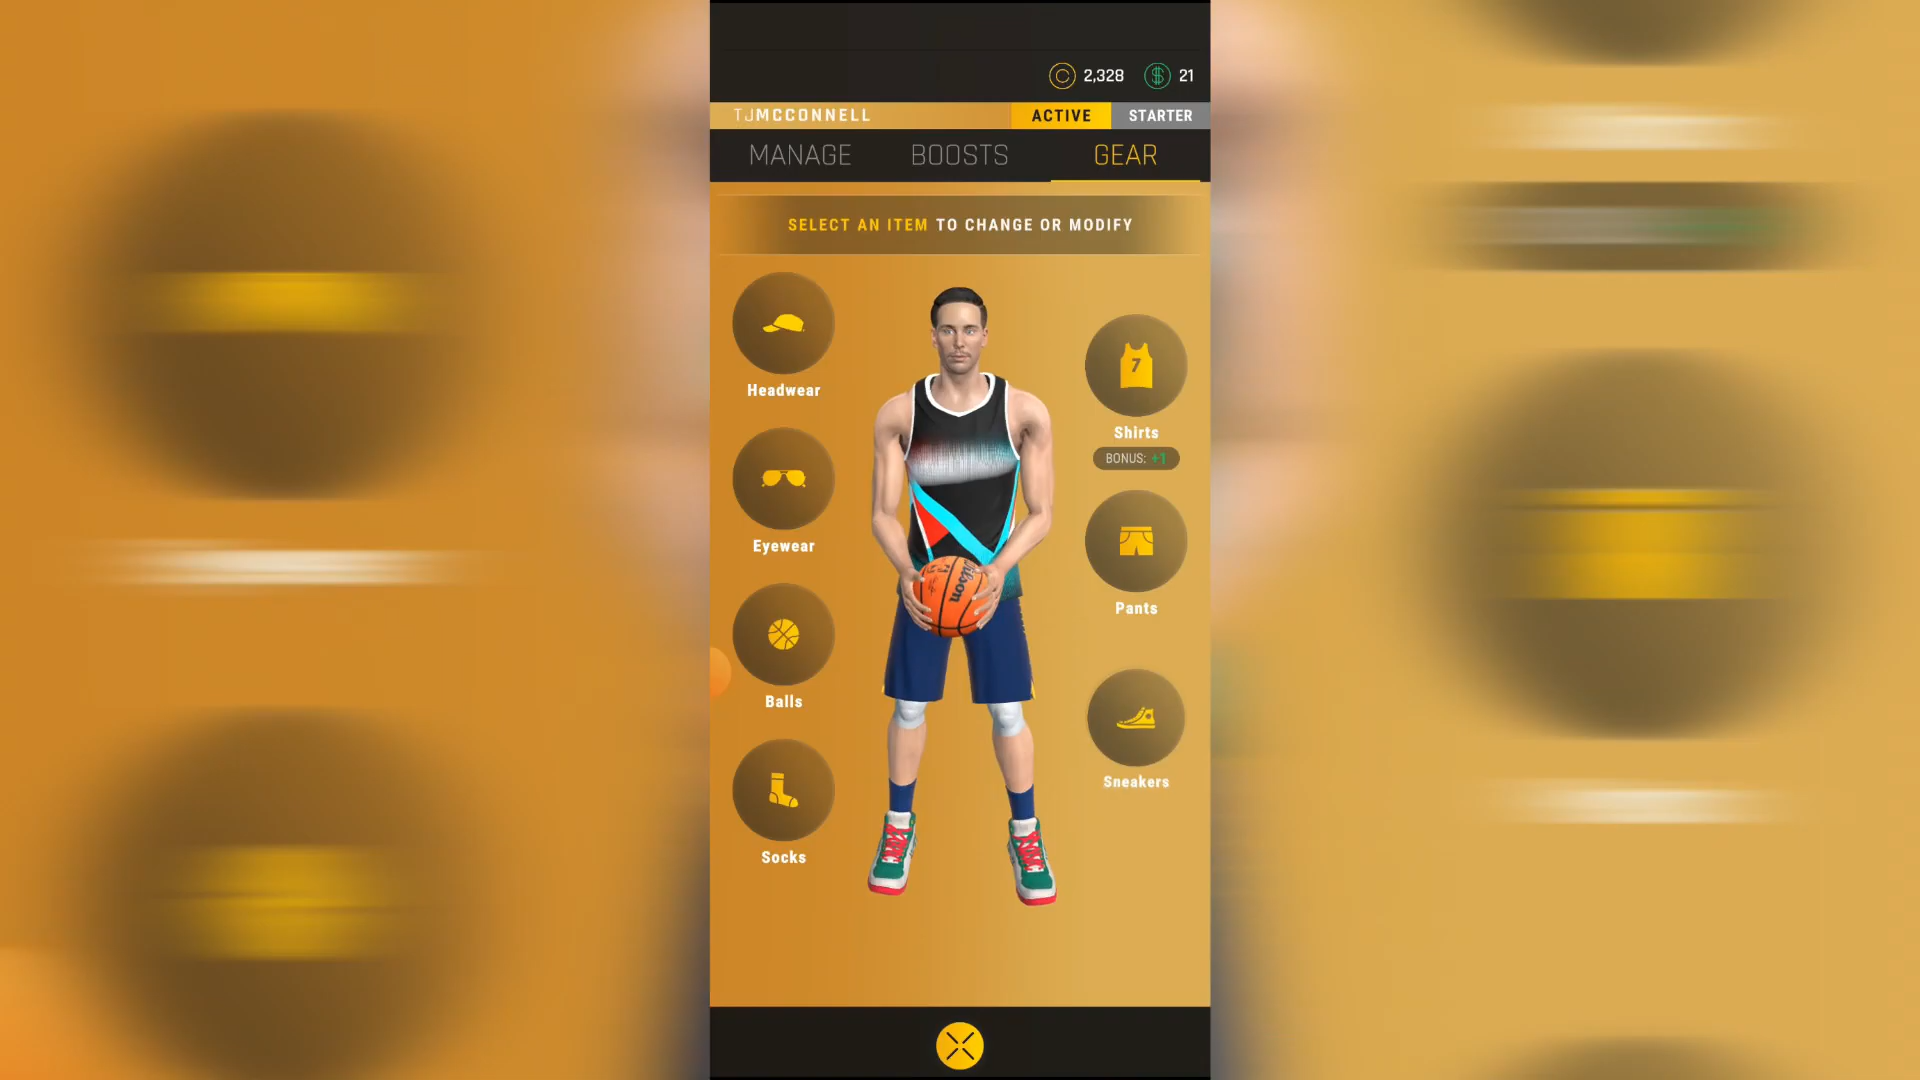 2,328 21
TJMCCONNELL ACTIVE STARTER
MANAGE BOOSTS GEAR
SELECT AN ITEM TO CHANGE OR MODIFY
Headwear
7
Shirts
BONUS: +1
Eyewear
Wilson
Pants
Balls
Sneakers
Socks